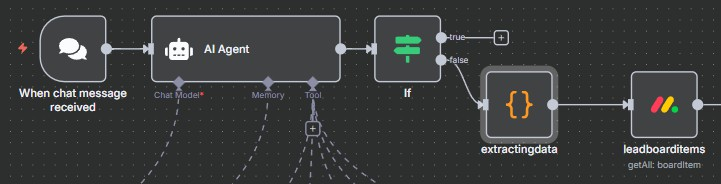 true
AI Agent
false
Chat Model*
Memory
Tool
When chat message
received
If
{}
extractingdata
leadboarditems
getAll: boardItem